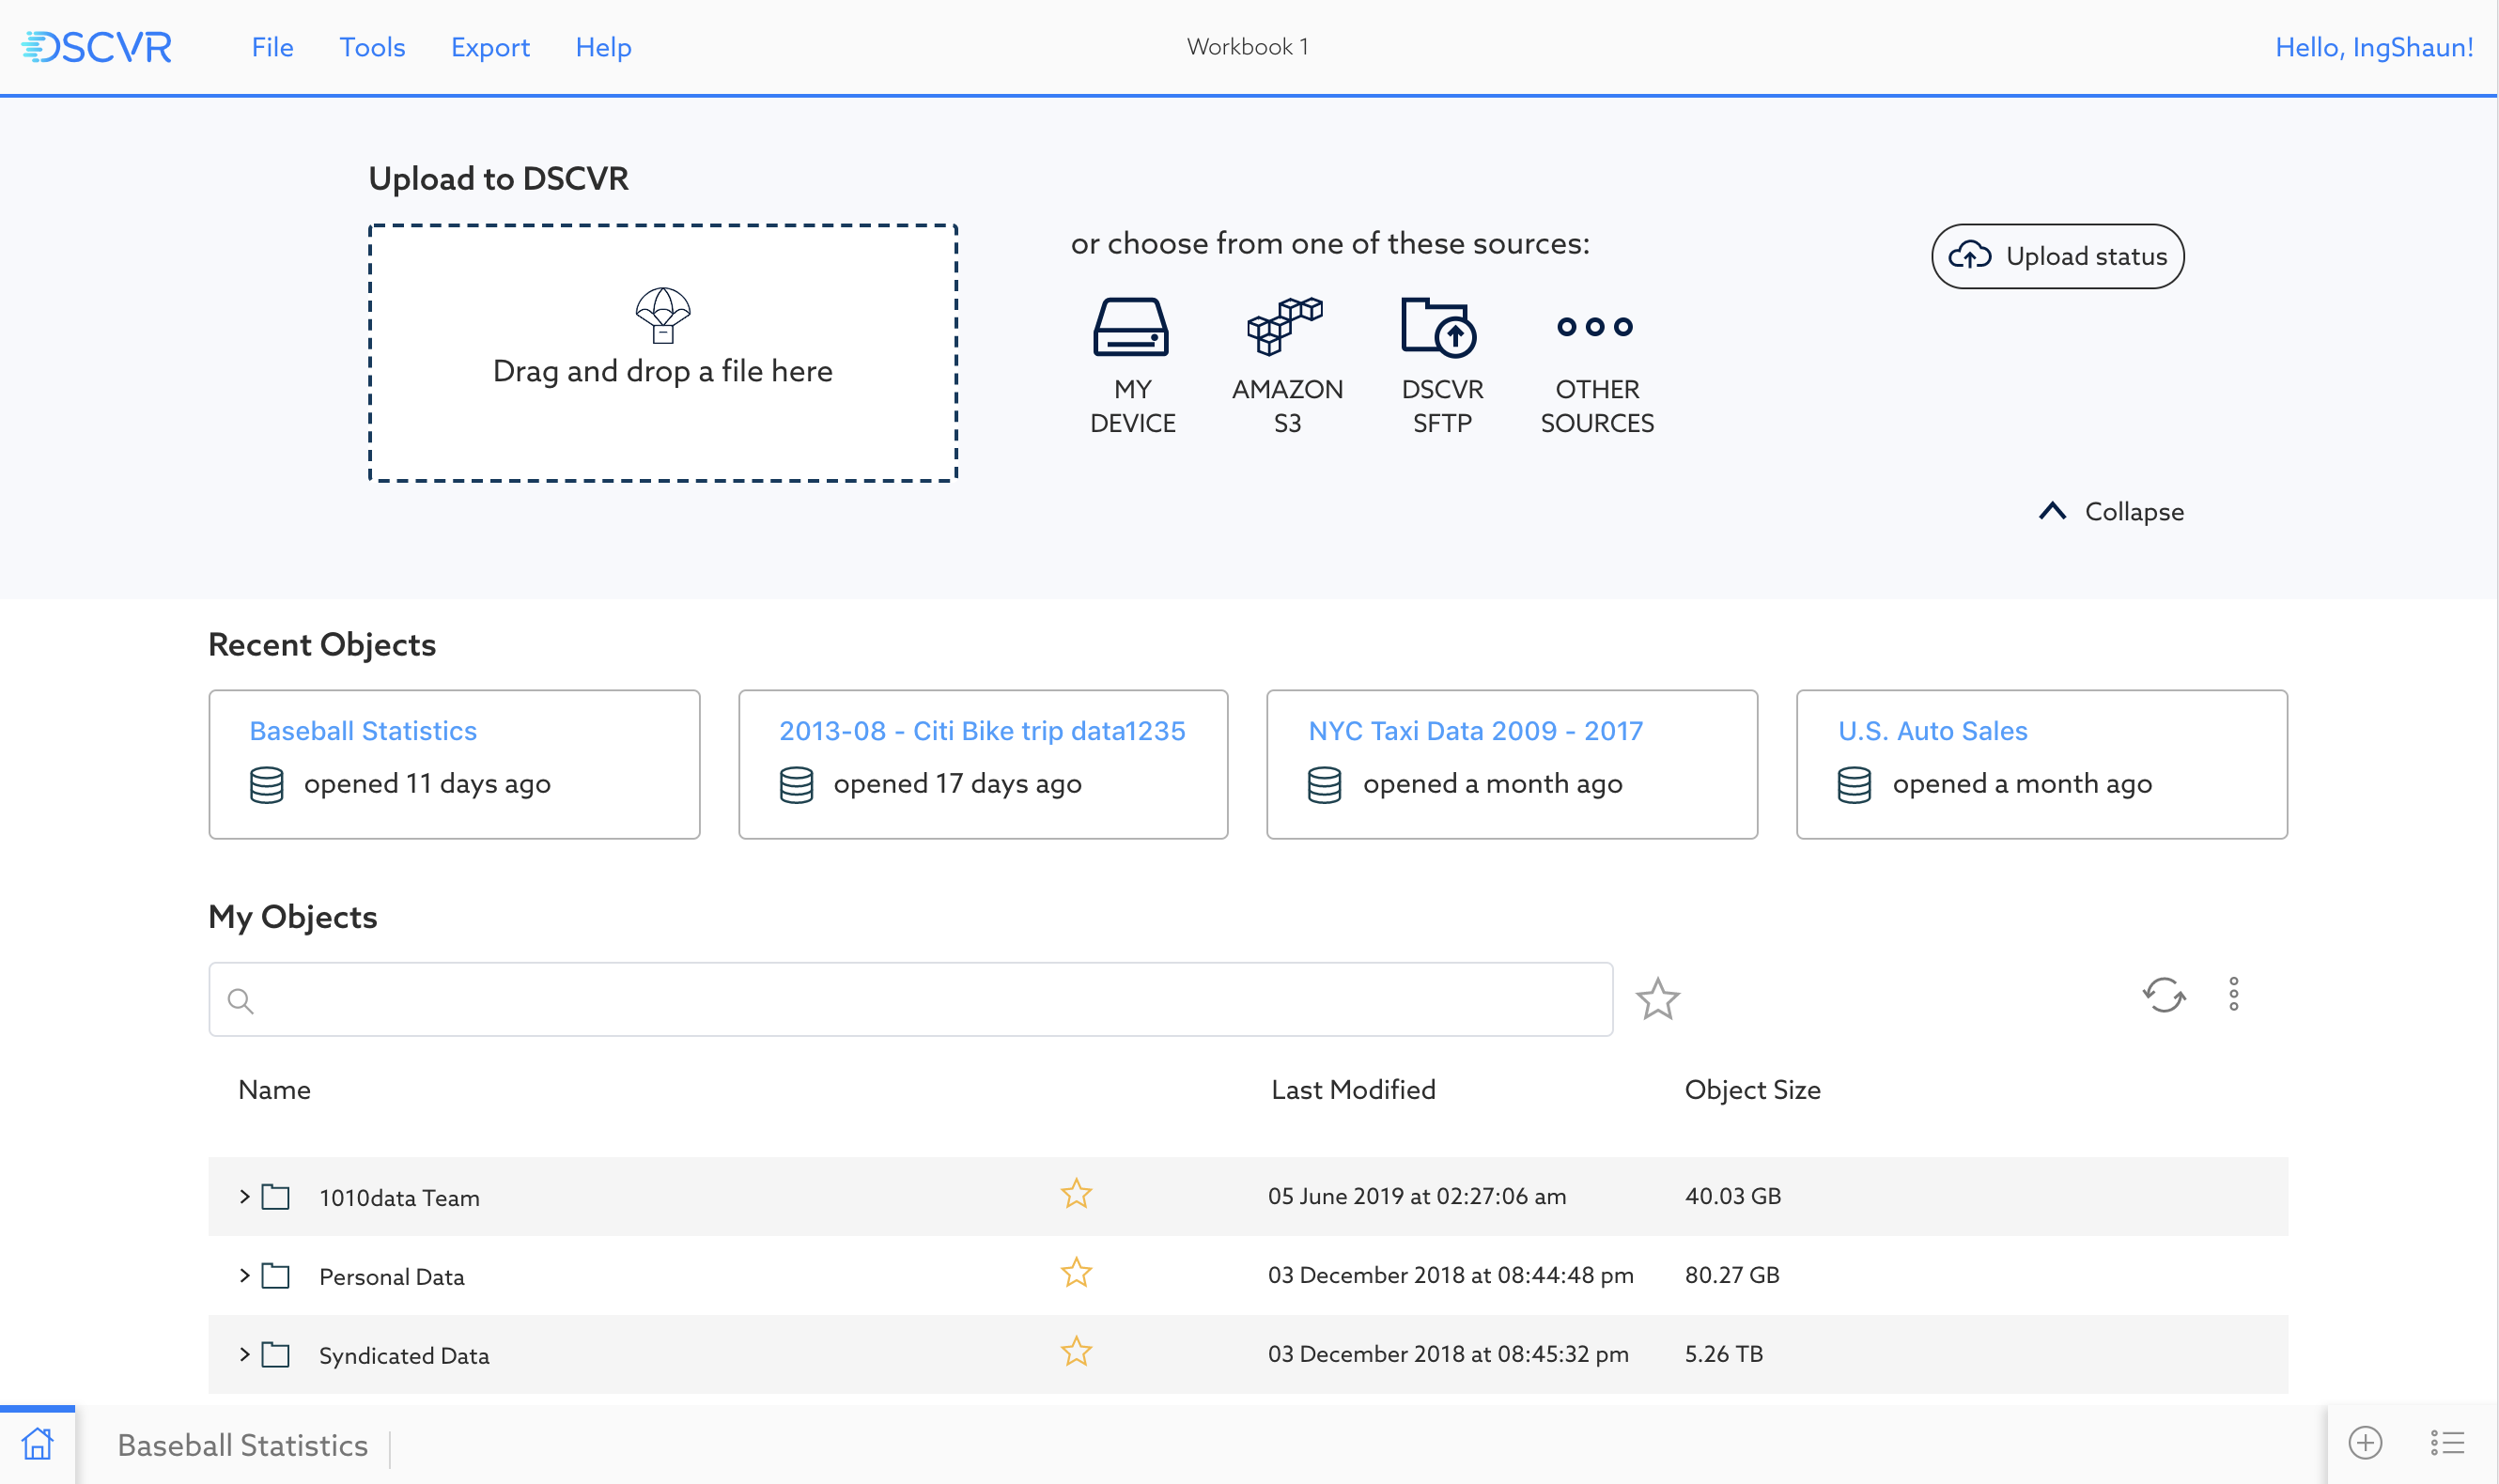 DSCVR File Tools Export Help Workbook 1 Hello, IngShaun!
Upload to DSCVR
Drag and drop a file here
or choose from one of these sources:
MY DEVICE
AMAZON S3
DSCVR SFTP
OTHER SOURCES
Upload status
Collapse
Recent Objects
Baseball Statistics
opened 11 days ago
2013-08 - Citi Bike trip data1235
opened 17 days ago
NYC Taxi Data 2009 - 2017
opened a month ago
U.S. Auto Sales
opened a month ago
My Objects
Name Last Modified Object Size
1010data Team 05 June 2019 at 02:27:06 am 40.03 GB
Personal Data 03 December 2018 at 08:44:48 pm 80.27 GB
Syndicated Data 03 December 2018 at 08:45:32 pm 5.26 TB
Baseball Statistics